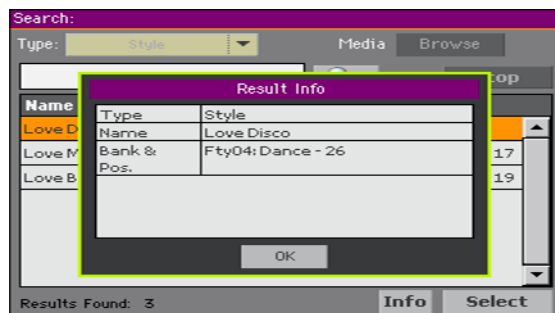 Search:
Type: Style Media Browse
top
Result Info
Name
Type Style
Love D
Name Love Disco
Love M
Bank & Fty04: Dance - 26
17
Pos.
Love B
19
OK
Results Found: 3 Info Select